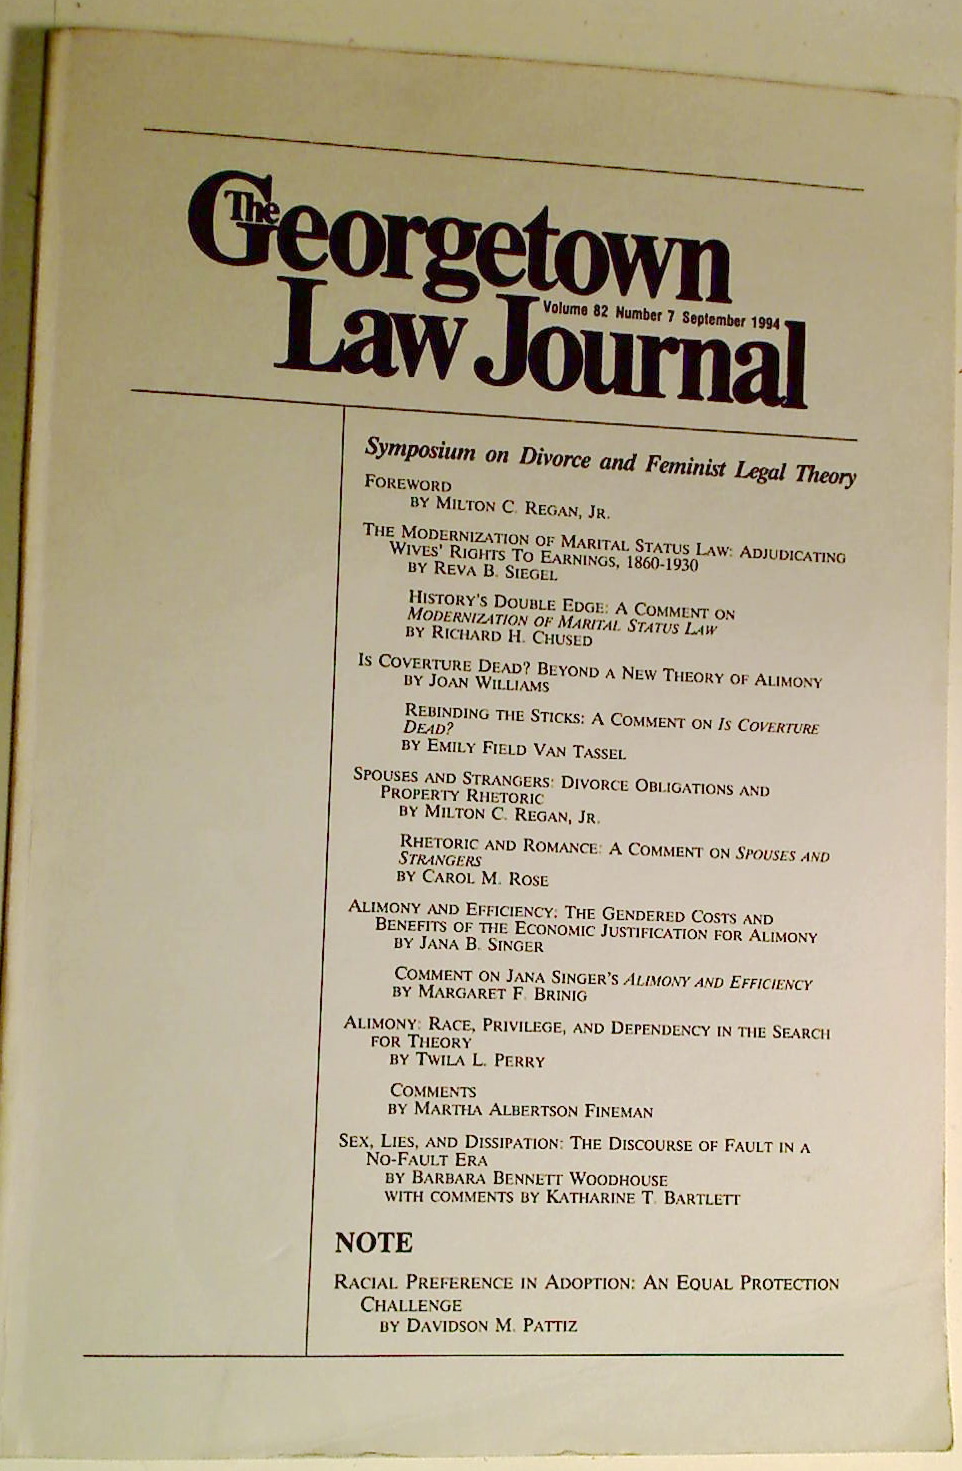 The Georgetown
Law Journal
Volume 82 Number 7 September 1994
Symposium on Divorce and Feminist Legal Theory
FOREWORD
BY MILTON C. REGAN, JR.
THE MODERNIZATION OF MARITAL STATUS LAW: ADJUDICATING
WIVES' RIGHTS TO EARNINGS, 1860-1930
BY REVA B. SIEGEL
HISTORY'S DOUBLE EDGE: A COMMENT ON
MODERNIZATION OF MARITAL STATUS LAW
BY RICHARD H. CHUSED
IS COVERTURE DEAD? BEYOND A NEW THEORY OF ALIMONY
BY JOAN WILLIAMS
REBINDING THE STICKS: A COMMENT ON IS COVERTURE
DEAD?
BY EMILY FIELD VAN TASSEL
SPOUSES AND STRANGERS: DIVORCE OBLIGATIONS AND
PROPERTY RHETORIC
BY MILTON C. REGAN, JR.
RHETORIC AND ROMANCE: A COMMENT ON SPOUSES AND
STRANGERS
BY CAROL M. ROSE
ALIMONY AND EFFICIENCY: THE GENDERED COSTS AND
BENEFITS OF THE ECONOMIC JUSTIFICATION FOR ALIMONY
BY JANA B. SINGER
COMMENT ON JANA SINGER'S ALIMONY AND EFFICIENCY
BY MARGARET F. BRINIG
ALIMONY: RACE, PRIVILEGE, AND DEPENDENCY IN THE SEARCH
FOR THEORY
BY TWILA L. PERRY
COMMENTS
BY MARTHA ALBERTSON FINEMAN
SEX, LIES, AND DISSIPATION: THE DISCOURSE OF FAULT IN A
NO-FAULT ERA
BY BARBARA BENNETT WOODHOUSE
WITH COMMENTS BY KATHARINE T. BARTLETT
NOTE
RACIAL PREFERENCE IN ADOPTION: AN EQUAL PROTECTION
CHALLENGE
BY DAVIDSON M. PATTIZ